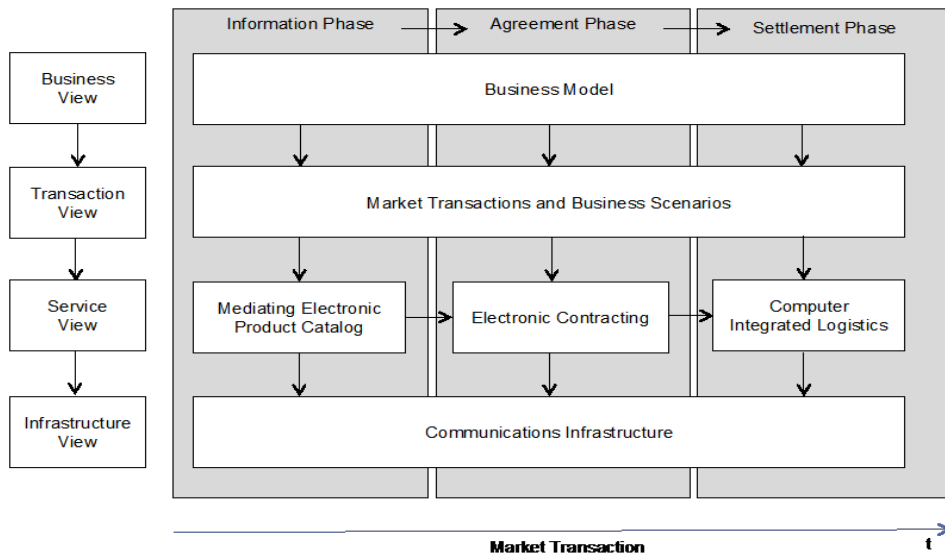 Information Phase
Agreement Phase
Settlement Phase
Business
View
Business Model
Transaction
View
Market Transactions and Business Scenarios
Service
View
Mediating Electronic
Product Catalog
Electronic Contracting
Computer
Integrated Logistics
Infrastructure
View
Communications Infrastructure
Market Transaction
t